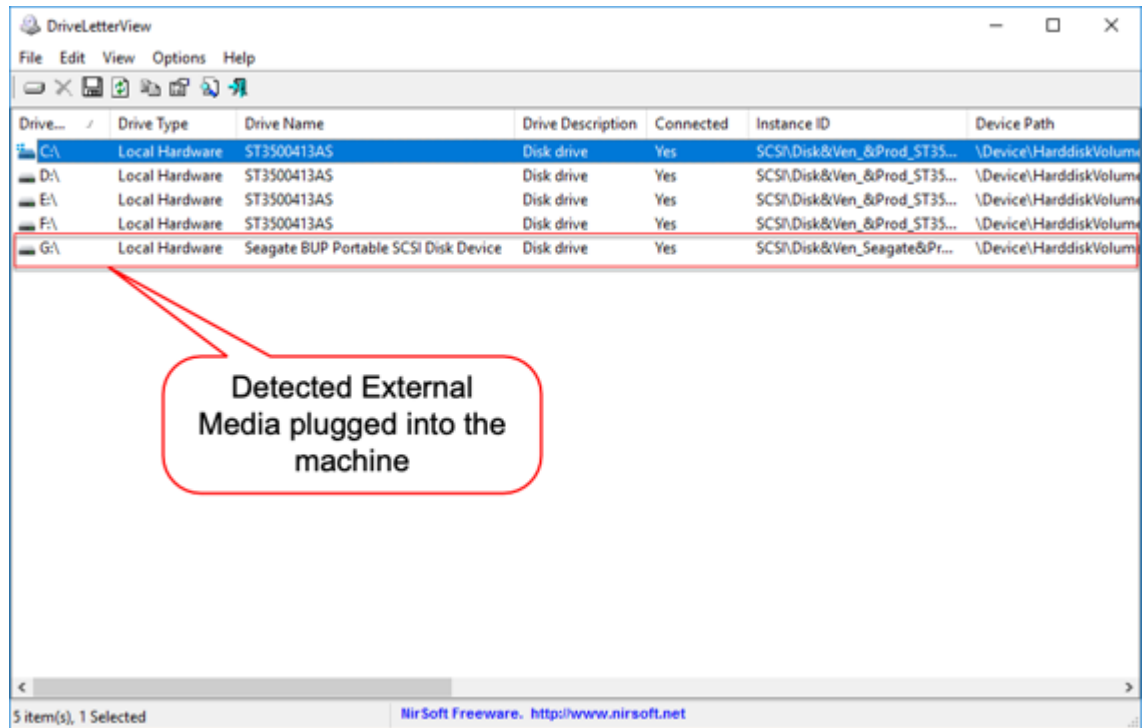 DriveLetterView
File Edit View Options Help
Drive... / Drive Type Drive Name Drive Description Connected Instance ID Device Path
C:\ Local Hardware ST3500413AS Disk drive Yes SCSI\Disk&Ven_&Prod_ST35... \Device\HarddiskVolume
D:\ Local Hardware ST3500413AS Disk drive Yes SCSI\Disk&Ven_&Prod_ST35... \Device\HarddiskVolume
E:\ Local Hardware ST3500413AS Disk drive Yes SCSI\Disk&Ven_&Prod_ST35... \Device\HarddiskVolume
F:\ Local Hardware ST3500413AS Disk drive Yes SCSI\Disk&Ven_&Prod_ST35... \Device\HarddiskVolume
G:\ Local Hardware Seagate BUP Portable SCSI Disk Device Disk drive Yes SCSI\Disk&Ven_Seagate&Pr... \Device\HarddiskVolum
Detected External
Media plugged into the
machine
5 item(s), 1 Selected NirSoft Freeware. http://www.nirsoft.net